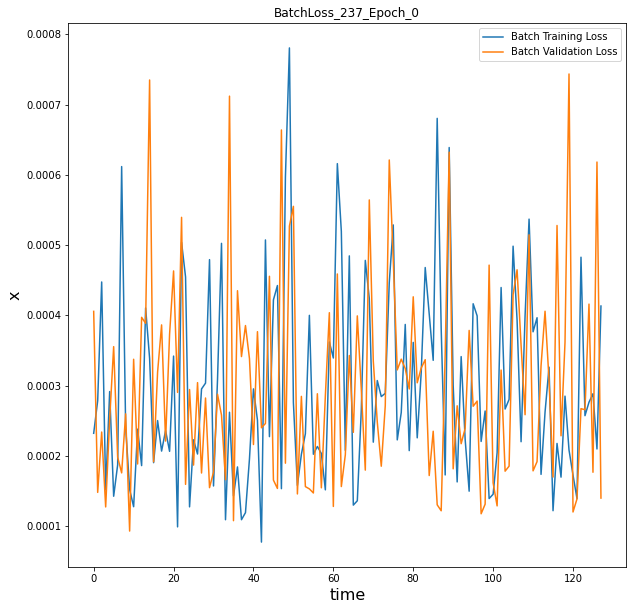 BatchLoss_237_Epoch_0
Batch Training Loss
Batch Validation Loss
0.0008
0.0007
0.0006
0.0005
0.0004
0.0003
0.0002
0.0001
x
0 20 40 60 80 100 120
time